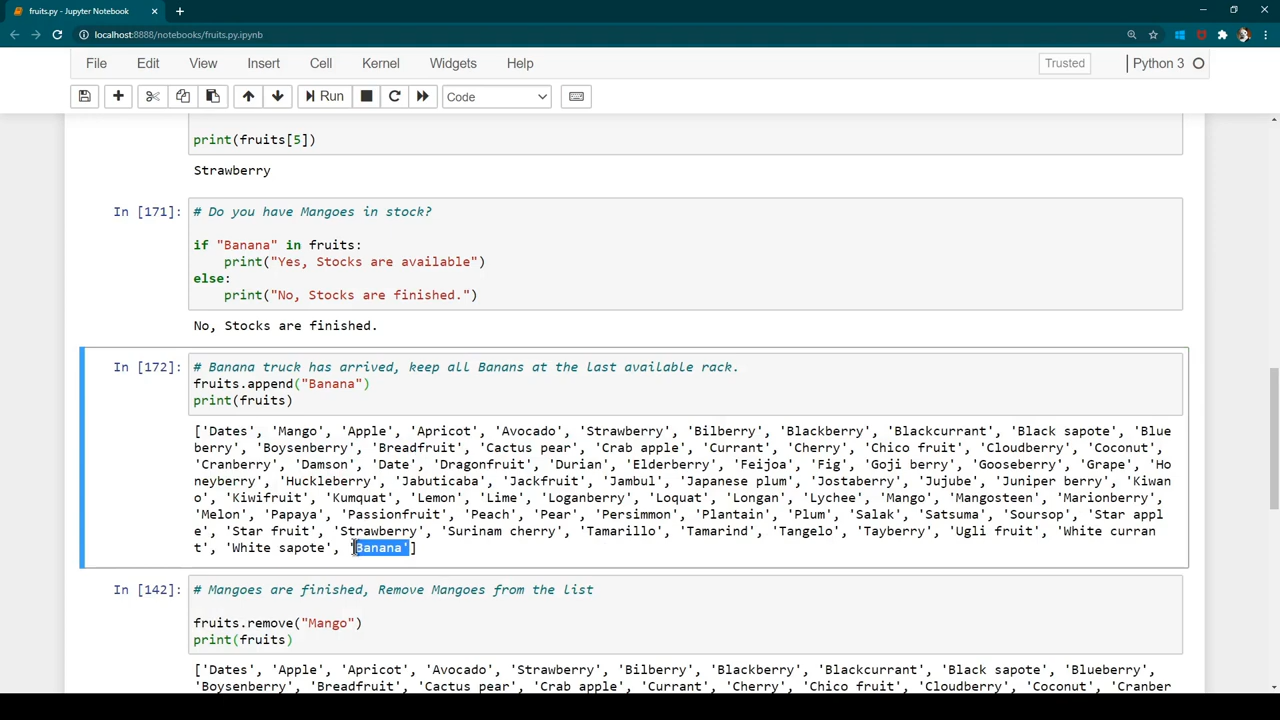 fruits.py - Jupyter Notebook
localhost:8888/notebooks/fruits.py.ipynb
File Edit View Insert Cell Kernel Widgets Help Trusted Python 3
Run Code
print(fruits[5])
Strawberry
In [171]: # Do you have Mangoes in stock?
if "Banana" in fruits:
print("Yes, Stocks are available")
else:
print("No, Stocks are finished.")
No, Stocks are finished.
In [172]: # Banana truck has arrived, keep all Banans at the last available rack.
fruits.append("Banana")
print(fruits)
['Dates', 'Mango', 'Apple', 'Apricot', 'Avocado', 'Strawberry', 'Bilberry', 'Blackberry', 'Blackcurrant', 'Black sapote', 'Blue
berry', 'Boysenberry', 'Breadfruit', 'Cactus pear', 'Crab apple', 'Currant', 'Cherry', 'Chico fruit', 'Cloudberry', 'Coconut',
'Cranberry', 'Damson', 'Date', 'Dragonfruit', 'Durian', 'Elderberry', 'Feijoa', 'Fig', 'Goji berry', 'Gooseberry', 'Grape', 'Ho
neyberry', 'Huckleberry', 'Jabuticaba', 'Jackfruit', 'Jambul', 'Japanese plum', 'Jostaberry', 'Jujube', 'Juniper berry', 'Kiwan
o', 'Kiwifruit', 'Kumquat', 'Lemon', 'Lime', 'Loganberry', 'Loquat', 'Longan', 'Lychee', 'Mango', 'Mangosteen', 'Marionberry',
'Melon', 'Papaya', 'Passionfruit', 'Peach', 'Pear', 'Persimmon', 'Plantain', 'Plum', 'Salak', 'Satsuma', 'Soursop', 'Star appl
e', 'Star fruit', 'Strawberry', 'Surinam cherry', 'Tamarillo', 'Tamarind', 'Tangelo', 'Tayberry', 'Ugli fruit', 'White curran
t', 'White sapote', 'Banana']
In [142]: # Mangoes are finished, Remove Mangoes from the list
fruits.remove("Mango")
print(fruits)
['Dates', 'Apple', 'Apricot', 'Avocado', 'Strawberry', 'Bilberry', 'Blackberry', 'Blackcurrant', 'Black sapote', 'Blueberry',
'Boysenberry', 'Breadfruit', 'Cactus pear', 'Crab apple', 'Currant', 'Cherry', 'Chico fruit', 'Cloudberry', 'Coconut', 'Cranber